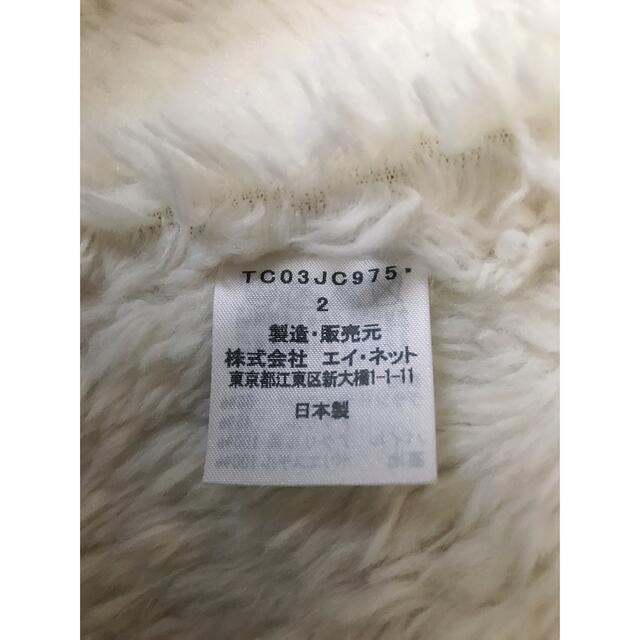 TC03JC975・
2
製造・販売元
株式会社 エイ・ネット
東京都江東区新大橋1-1-11
日本製